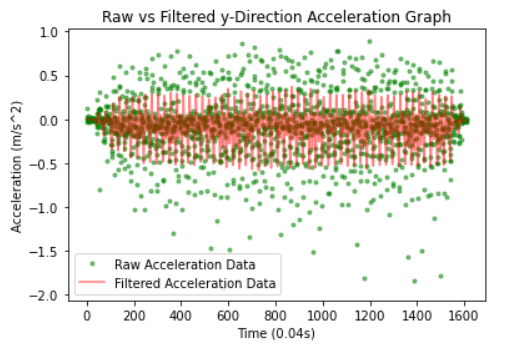 Raw vs Filtered y-Direction Acceleration Graph
1.0
0.5
0.0
−0.5
−1.0
−1.5
−2.0
Acceleration (m/s^2)
Raw Acceleration Data
Filtered Acceleration Data
0 200 400 600 800 1000 1200 1400 1600
Time (0.04s)